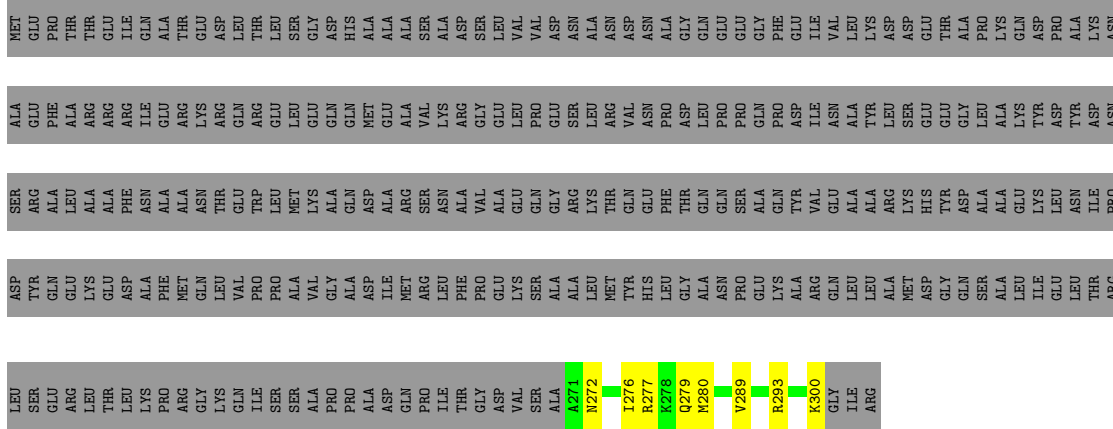 MET GLU PRO THR THR GLU ILE GLN ALA THR GLU ASP LEU THR LEU SER GLY ASP HIS ALA ALA ALA SER ALA ASP SER LEU VAL VAL ASP ASN ALA ASN ASP ASN ALA GLY GLN GLU GLU GLY PHE GLU ILE VAL LEU LYS ASP ASP GLU THR ALA PRO LYS GLN ASP PRO ALA LYS ASN
ALA GLU PHE ALA ARG ARG ARG ILE GLU ARG LYS ARG GLN ARG GLU LEU GLU GLN GLN MET GLU ALA VAL LYS ARG GLY GLU LEU PRO GLU SER LEU ARG VAL ASN PRO ASP LEU PRO PRO GLN PRO ASP ILE ASN ALA TYR LEU SER GLU GLU GLY LEU ALA LYS TYR ASP TYR ASP ASN
SER ARG ALA LEU ALA ALA PHE ASN ALA ALA ASN THR GLU TRP LEU MET LYS ALA GLN ASP ALA ARG SER ASN ALA VAL ALA GLU GLN GLY ARG LYS THR GLN GLU PHE THR GLN GLN SER ALA GLN TYR VAL GLU ALA ALA ARG LYS HIS TYR ASP ALA ALA GLU LYS LEU ASN ILE PRO
ASP TYR GLN GLU LYS GLU ASP ALA PHE MET GLN LEU VAL PRO PRO ALA VAL GLY ALA ASP ILE MET ARG LEU PHE PRO GLU LYS SER ALA ALA LEU MET TYR HIS LEU GLY ALA ASN PRO GLU LYS ALA ARG GLN LEU LEU ALA MET ASP GLY GLN SER ALA LEU ILE GLU LEU THR ARG
LEU SER GLU ARG LEU THR LEU LYS PRO ARG GLY LYS GLN ILE SER SER ALA PRO PRO ALA ASP GLN PRO ILE THR GLY ASP VAL SER ALA A271 N272 I276 R277 K278 Q279 M280 V289 R293 K300 GLY ILE ARG